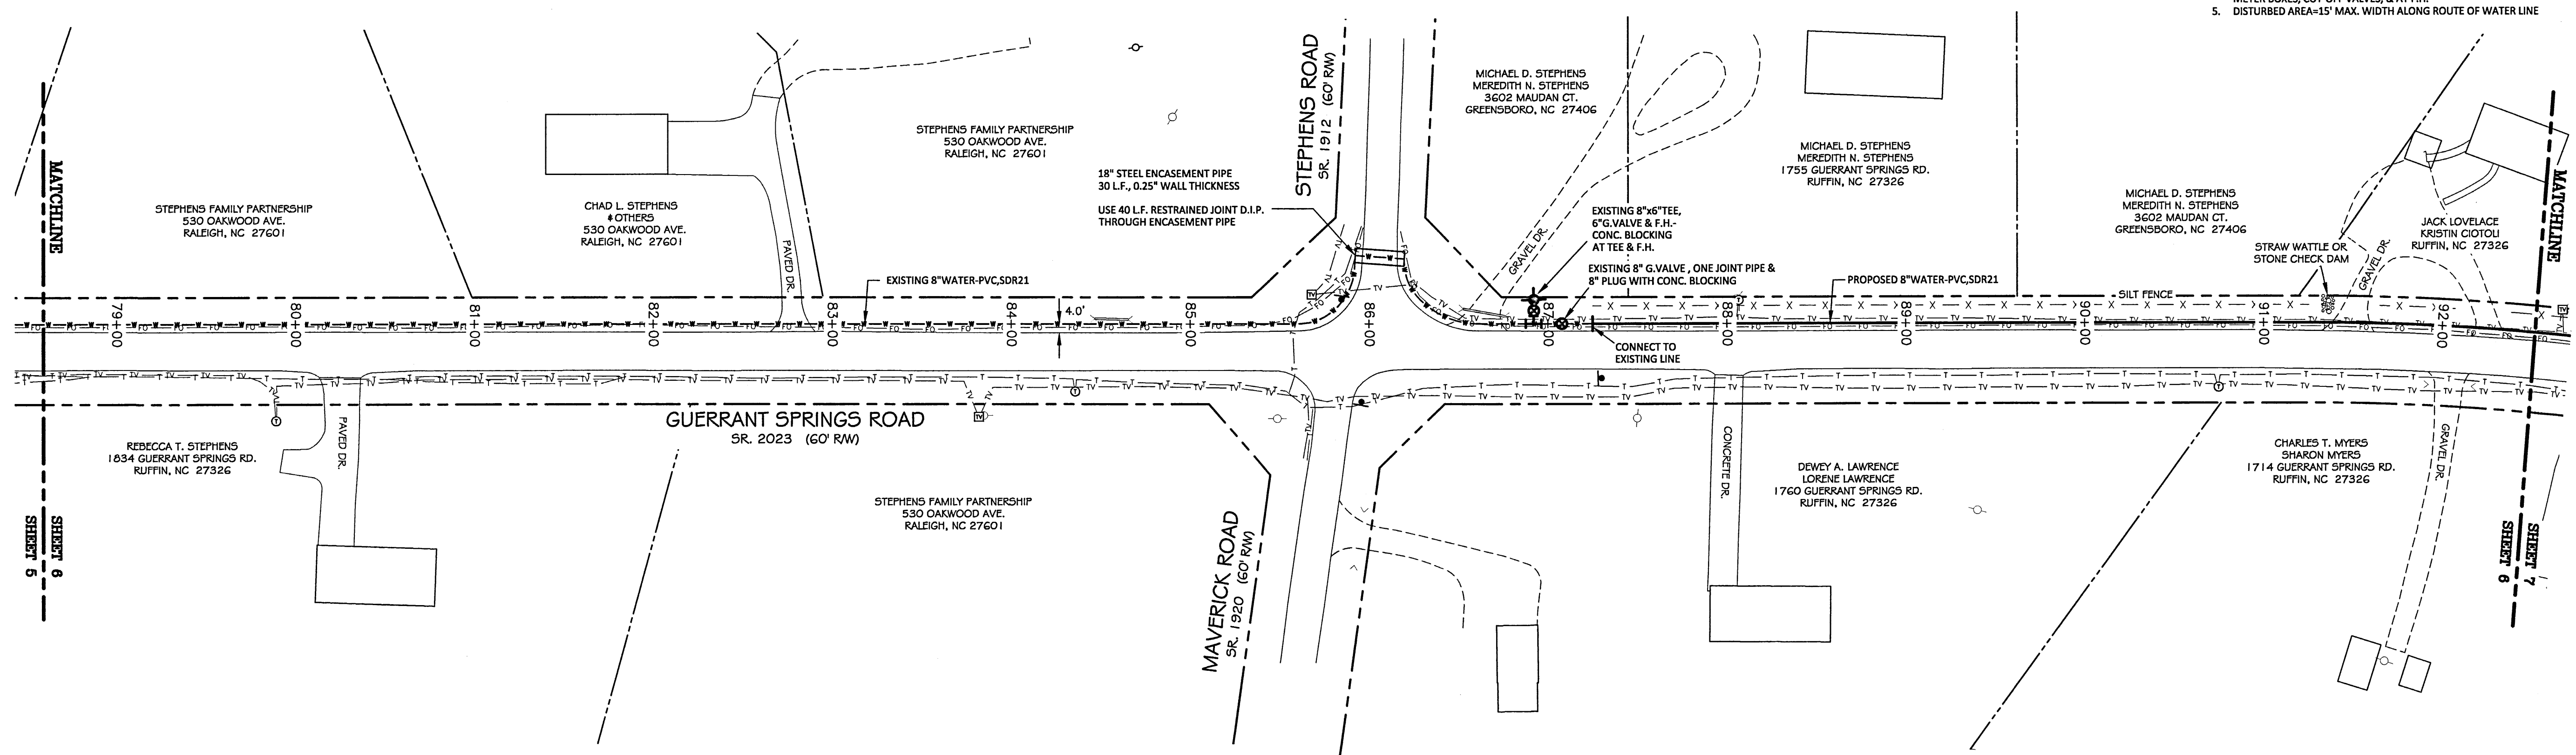 METER BOXES, CUT OFF VALVES, & AT F.H.
5. DISTURBED AREA=15' MAX. WIDTH ALONG ROUTE OF WATER LINE
MATCHLINE
SHEET 6
SHEET 5
STEPHENS FAMILY PARTNERSHIP
530 OAKWOOD AVE.
RALEIGH, NC 27601
CHAD L. STEPHENS
& OTHERS
530 OAKWOOD AVE.
RALEIGH, NC 27601
PAVED DR.
STEPHENS FAMILY PARTNERSHIP
530 OAKWOOD AVE.
RALEIGH, NC 27601
EXISTING 8"WATER-PVC,SDR21
4.0'
18" STEEL ENCASEMENT PIPE
30 L.F., 0.25" WALL THICKNESS
USE 40 L.F. RESTRAINED JOINT D.I.P.
THROUGH ENCASEMENT PIPE
STEPHENS ROAD
SR. 1912 (60' R/W)
MICHAEL D. STEPHENS
MEREDITH N. STEPHENS
3602 MAUDAN CT.
GREENSBORO, NC 27406
GRAVEL DR.
EXISTING 8"x6"TEE,
6"G.VALVE & F.H.-
CONC. BLOCKING
AT TEE & F.H.
EXISTING 8" G.VALVE , ONE JOINT PIPE &
8" PLUG WITH CONC. BLOCKING
CONNECT TO
EXISTING LINE
MICHAEL D. STEPHENS
MEREDITH N. STEPHENS
1755 GUERRANT SPRINGS RD.
RUFFIN, NC 27326
PROPOSED 8"WATER-PVC,SDR21
MICHAEL D. STEPHENS
MEREDITH N. STEPHENS
3602 MAUDAN CT.
GREENSBORO, NC 27406
SILT FENCE
STRAW WATTLE OR
STONE CHECK DAM
GRAVEL DR.
JACK LOVELACE
KRISTIN CIOTOLI
RUFFIN, NC 27326
MATCHLINE
SHEET 7
SHEET 6
79+00
80+00
81+00
82+00
83+00
84+00
85+00
86+00
87+00
88+00
89+00
90+00
91+00
92+00
REBECCA T. STEPHENS
1834 GUERRANT SPRINGS RD.
RUFFIN, NC 27326
PAVED DR.
GUERRANT SPRINGS ROAD
SR. 2023 (60' R/W)
STEPHENS FAMILY PARTNERSHIP
530 OAKWOOD AVE.
RALEIGH, NC 27601
MAVERICK ROAD
SR. 1920 (60' R/W)
CONCRETE DR.
DEWEY A. LAWRENCE
LORENE LAWRENCE
1760 GUERRANT SPRINGS RD.
RUFFIN, NC 27326
CHARLES T. MYERS
SHARON MYERS
1714 GUERRANT SPRINGS RD.
RUFFIN, NC 27326
GRAVEL DR.